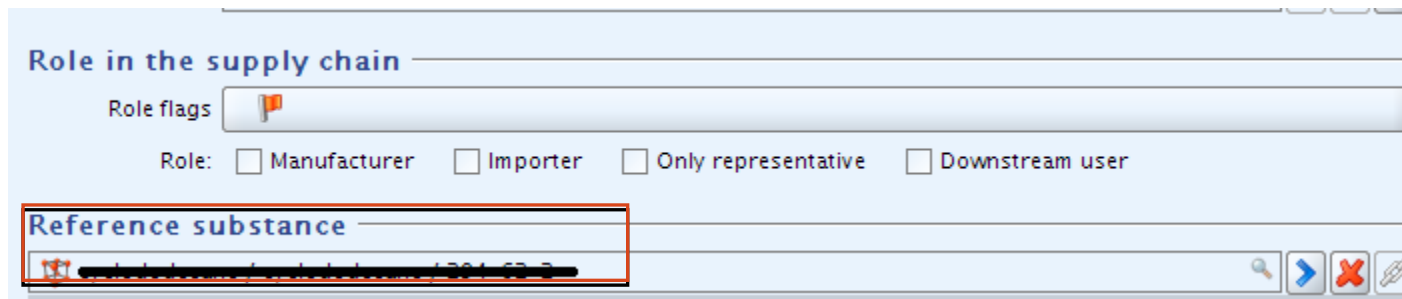 Role in the supply chain
Role flags
Role: Manufacturer Importer Only representative Downstream user
Reference substance